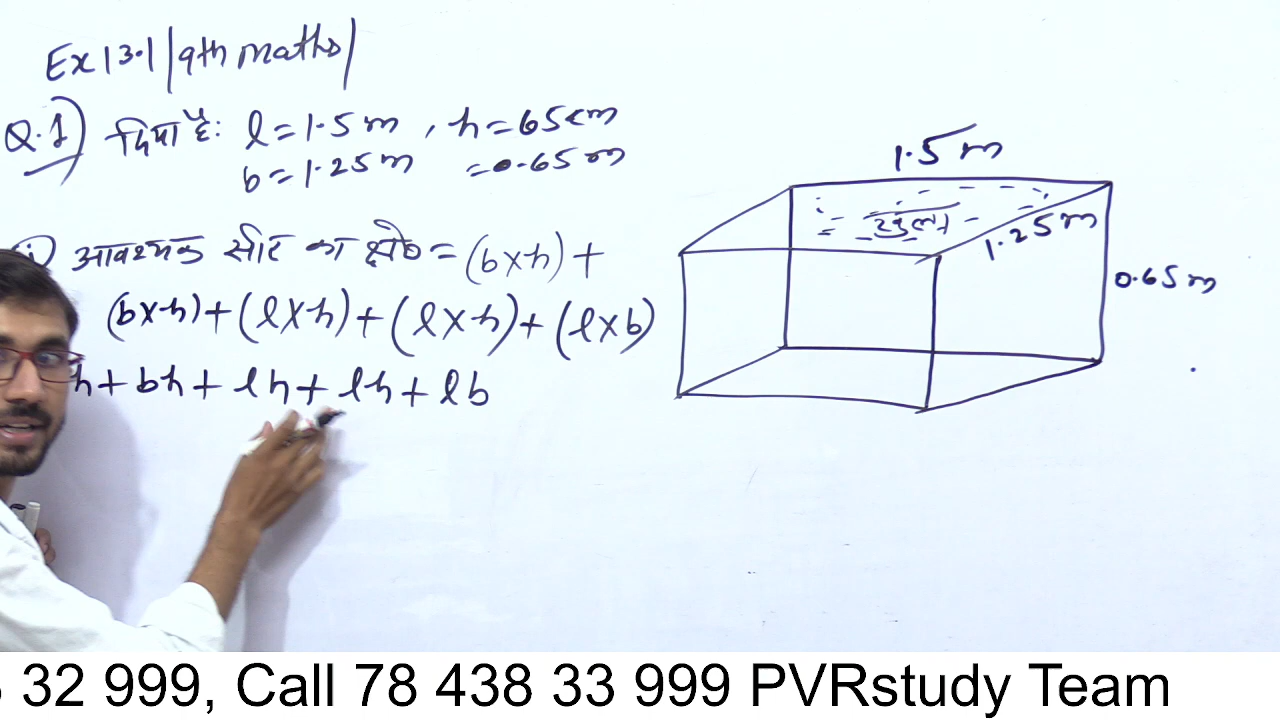 Ex 13.1 | 9th maths |
Q.1) दिया है: l = 1.5 m , h = 65 cm
b = 1.25 m = 0.65 m
i) आवश्यक सीट का क्षे० = (b×h) +
(b×h) + (l×h) + (l×h) + (l×b)
h + bh + lh + lh + lb
1.5 m
खुला
1.25 m
0.65 m
32 999, Call 78 438 33 999 PVRstudy Team